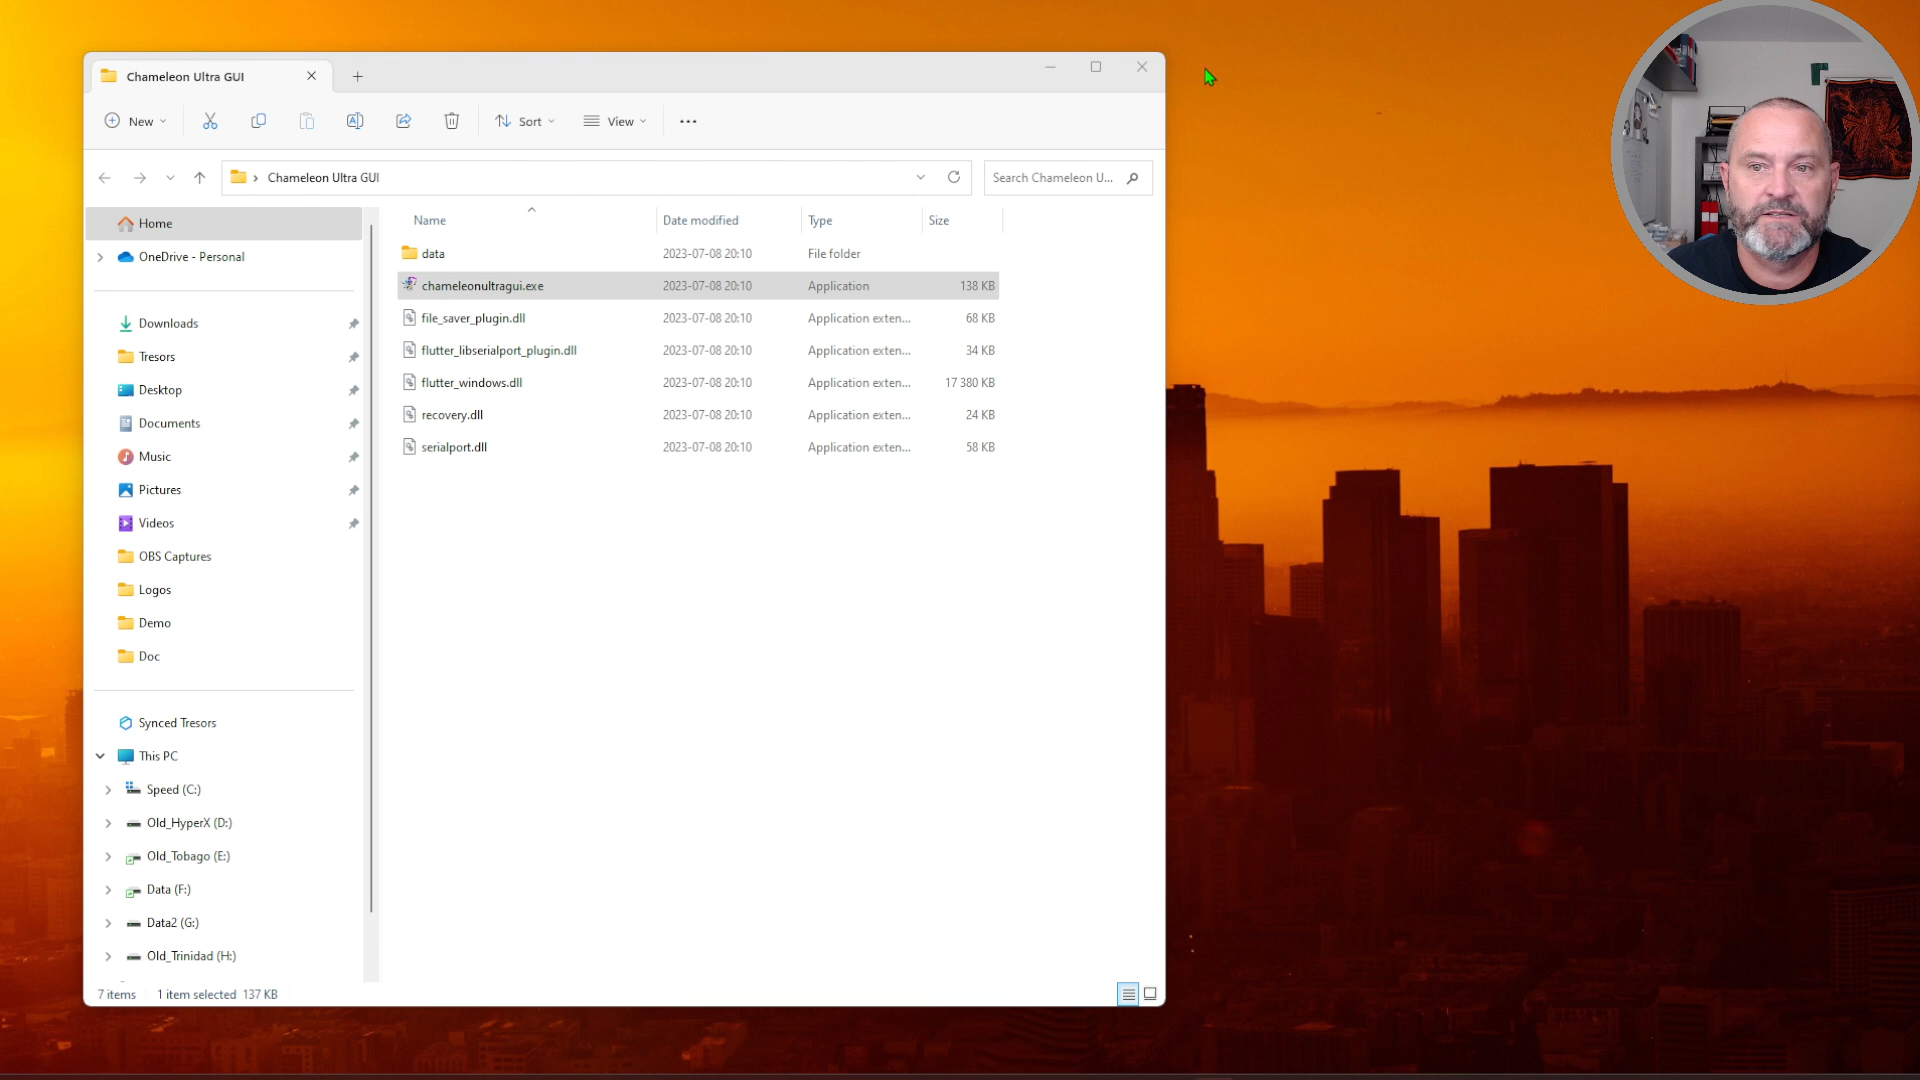 Chameleon Ultra GUI
New
Sort
View
Chameleon Ultra GUI
Search Chameleon U...
Name Date modified Type Size
Home
OneDrive - Personal
Downloads
Tresors
Desktop
Documents
Music
Pictures
Videos
OBS Captures
Logos
Demo
Doc
Synced Tresors
This PC
Speed (C:)
Old_HyperX (D:)
Old_Tobago (E:)
Data (F:)
Data2 (G:)
Old_Trinidad (H:)
data 2023-07-08 20:10 File folder
chameleonultragui.exe 2023-07-08 20:10 Application 138 KB
file_saver_plugin.dll 2023-07-08 20:10 Application exten... 68 KB
flutter_libserialport_plugin.dll 2023-07-08 20:10 Application exten... 34 KB
flutter_windows.dll 2023-07-08 20:10 Application exten... 17 380 KB
recovery.dll 2023-07-08 20:10 Application exten... 24 KB
serialport.dll 2023-07-08 20:10 Application exten... 58 KB
7 items 1 item selected 137 KB